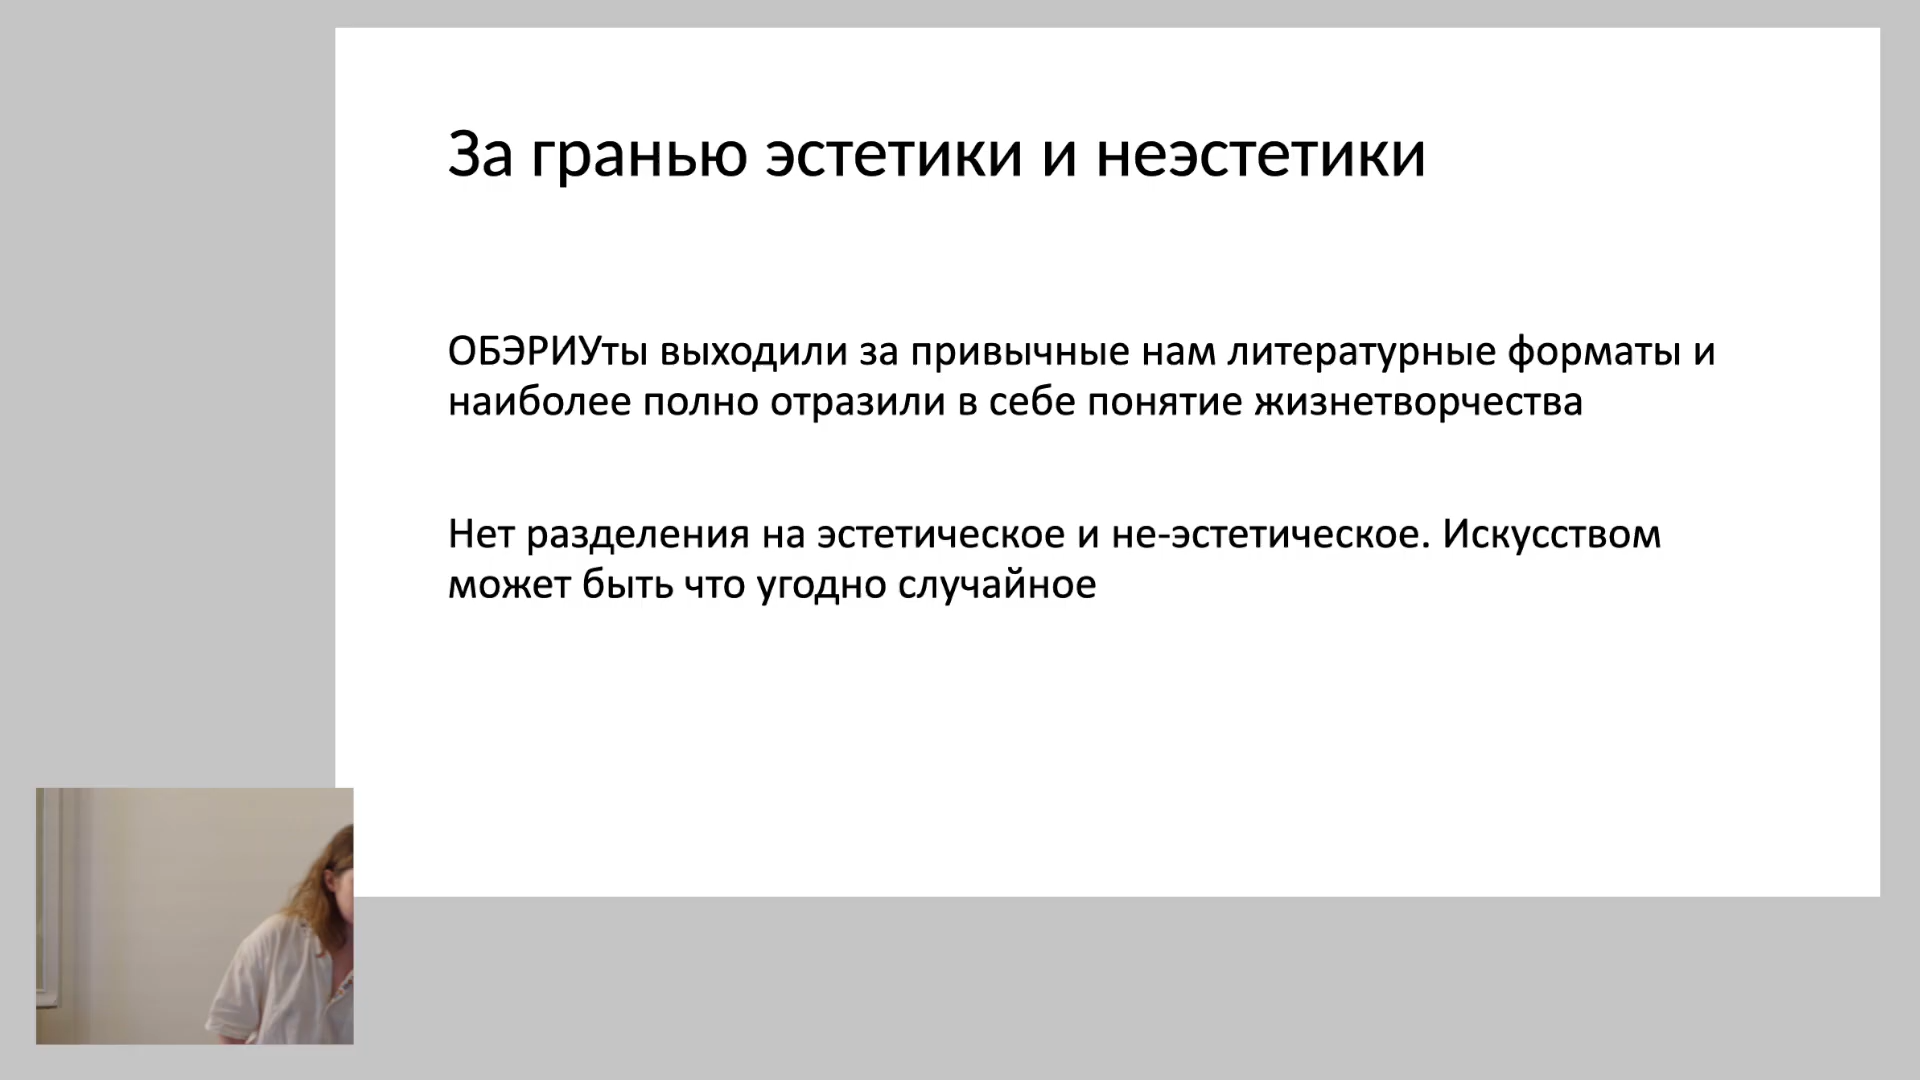 За гранью эстетики и неэстетики
ОБЭРИУты выходили за привычные нам литературные форматы и
наиболее полно отразили в себе понятие жизнетворчества
Нет разделения на эстетическое и не-эстетическое. Искусством
может быть что угодно случайное